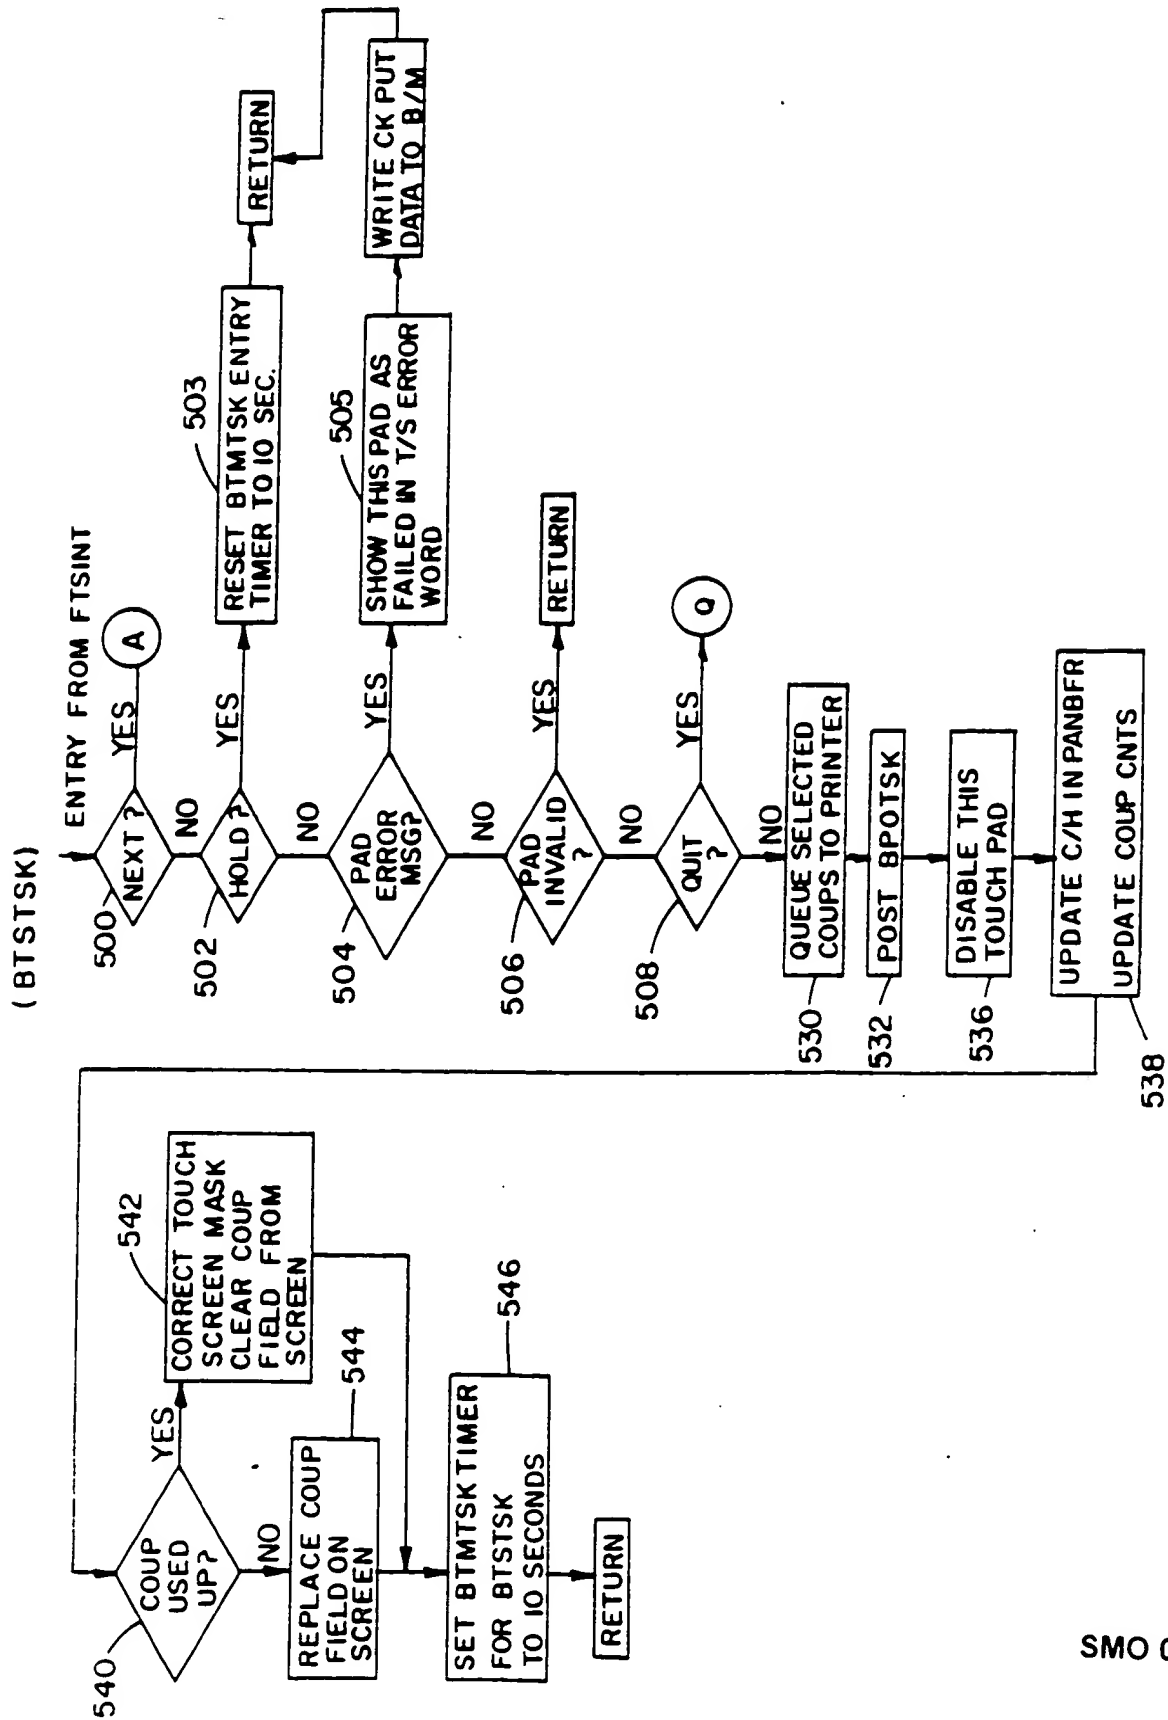 (BTSTSK)
ENTRY FROM FTSINT
500
NEXT?
YES
A
NO
502
HOLD?
YES
503
RESET BTMTSK ENTRY
TIMER TO 10 SEC.
RETURN
NO
504
PAD
ERROR
MSG?
YES
505
SHOW THIS PAD AS
FAILED IN T/S ERROR
WORD
WRITE CK PUT
DATA TO B/M
NO
506
PAD
INVALID
?
YES
RETURN
NO
508
QUIT
?
YES
Q
NO
530
QUEUE SELECTED
COUPS TO PRINTER
532
POST BPOTSK
536
DISABLE THIS
TOUCH PAD
538
UPDATE C/H IN PANBFR
UPDATE COUP CNTS
540
COUP
USED
UP?
YES
542
CORRECT TOUCH
SCREEN MASK
CLEAR COUP
FIELD FROM
SCREEN
NO
544
REPLACE COUP
FIELD ON
SCREEN
546
SET BTMTSK TIMER
FOR BTSTSK
TO 10 SECONDS
RETURN
SMO